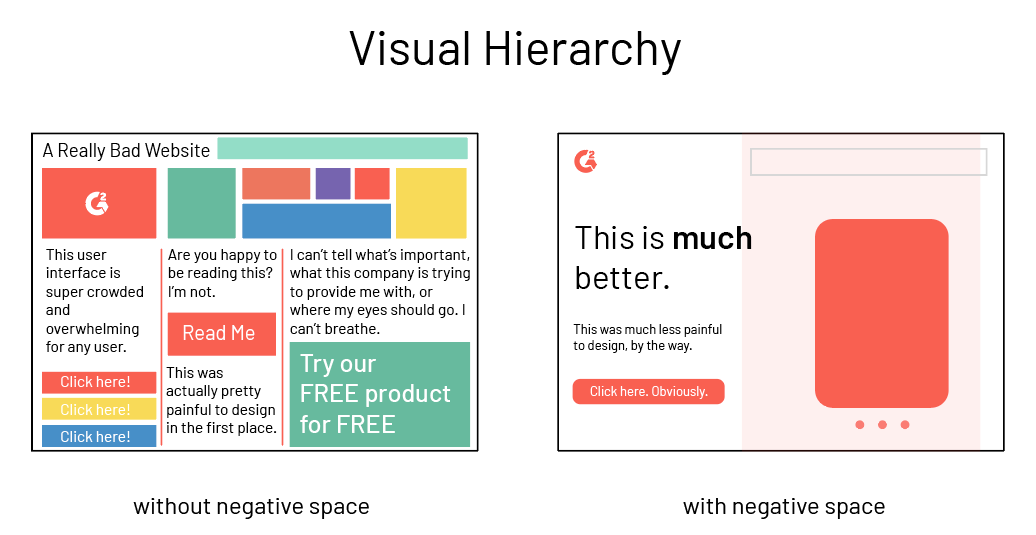 Visual Hierarchy
A Really Bad Website
G2
This user
interface is
super crowded
and
overwhelming
for any user.
Click here!
Click here!
Click here!
Are you happy to
be reading this?
I'm not.
Read Me
This was
actually pretty
painful to design
in the first place.
I can't tell what's important,
what this company is trying
to provide me with, or
where my eyes should go. I
can't breathe.
Try our
FREE product
for FREE
without negative space
G2
This is much
better.
This was much less painful
to design, by the way.
Click here. Obviously.
with negative space